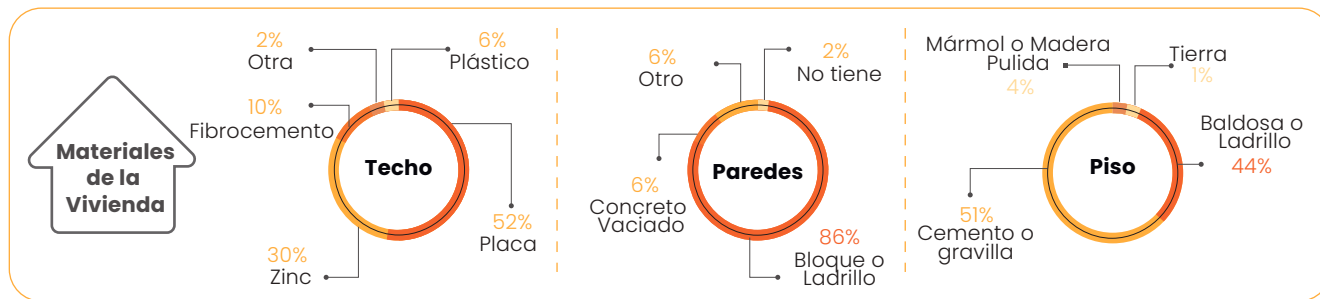 Materiales
de la
Vivienda
2%
Otra
6%
Plástico
10%
Fibrocemento
Techo
52%
Placa
30%
Zinc
6%
Otro
2%
No tiene
Paredes
6%
Concreto
Vaciado
86%
Bloque o
Ladrillo
Mármol o Madera
Pulida
4%
Tierra
1%
Baldosa o
Ladrillo
44%
Piso
51%
Cemento o
gravilla